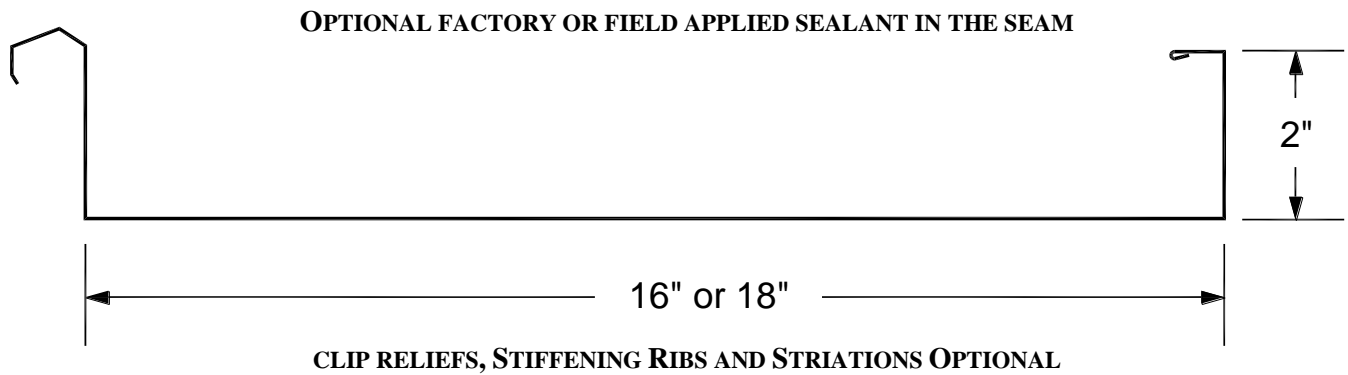 OPTIONAL FACTORY OR FIELD APPLIED SEALANT IN THE SEAM
2"
16" or 18"
CLIP RELIEFS, STIFFENING RIBS AND STRIATIONS OPTIONAL